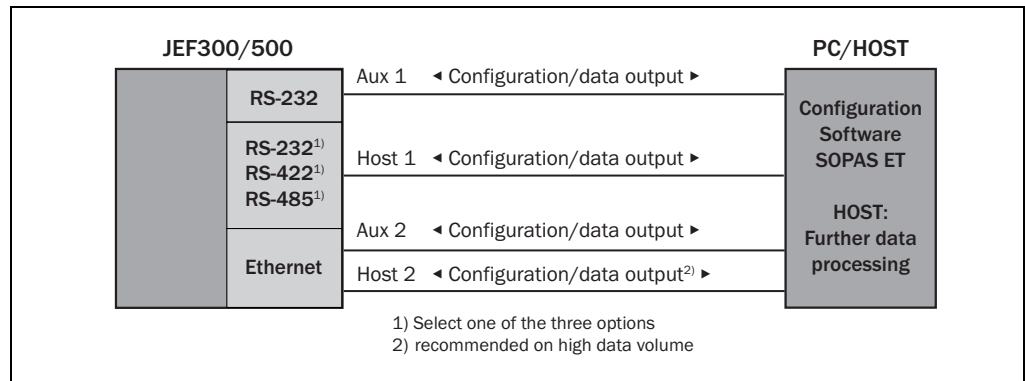 JEF300/500
PC/HOST
RS-232
RS-232¹⁾
RS-422¹⁾
RS-485¹⁾
Ethernet
Aux 1 ◄ Configuration/data output ►
Host 1 ◄ Configuration/data output ►
Aux 2 ◄ Configuration/data output ►
Host 2 ◄ Configuration/data output²⁾ ►
Configuration
Software
SOPAS ET
HOST:
Further data
processing
1) Select one of the three options
2) recommended on high data volume